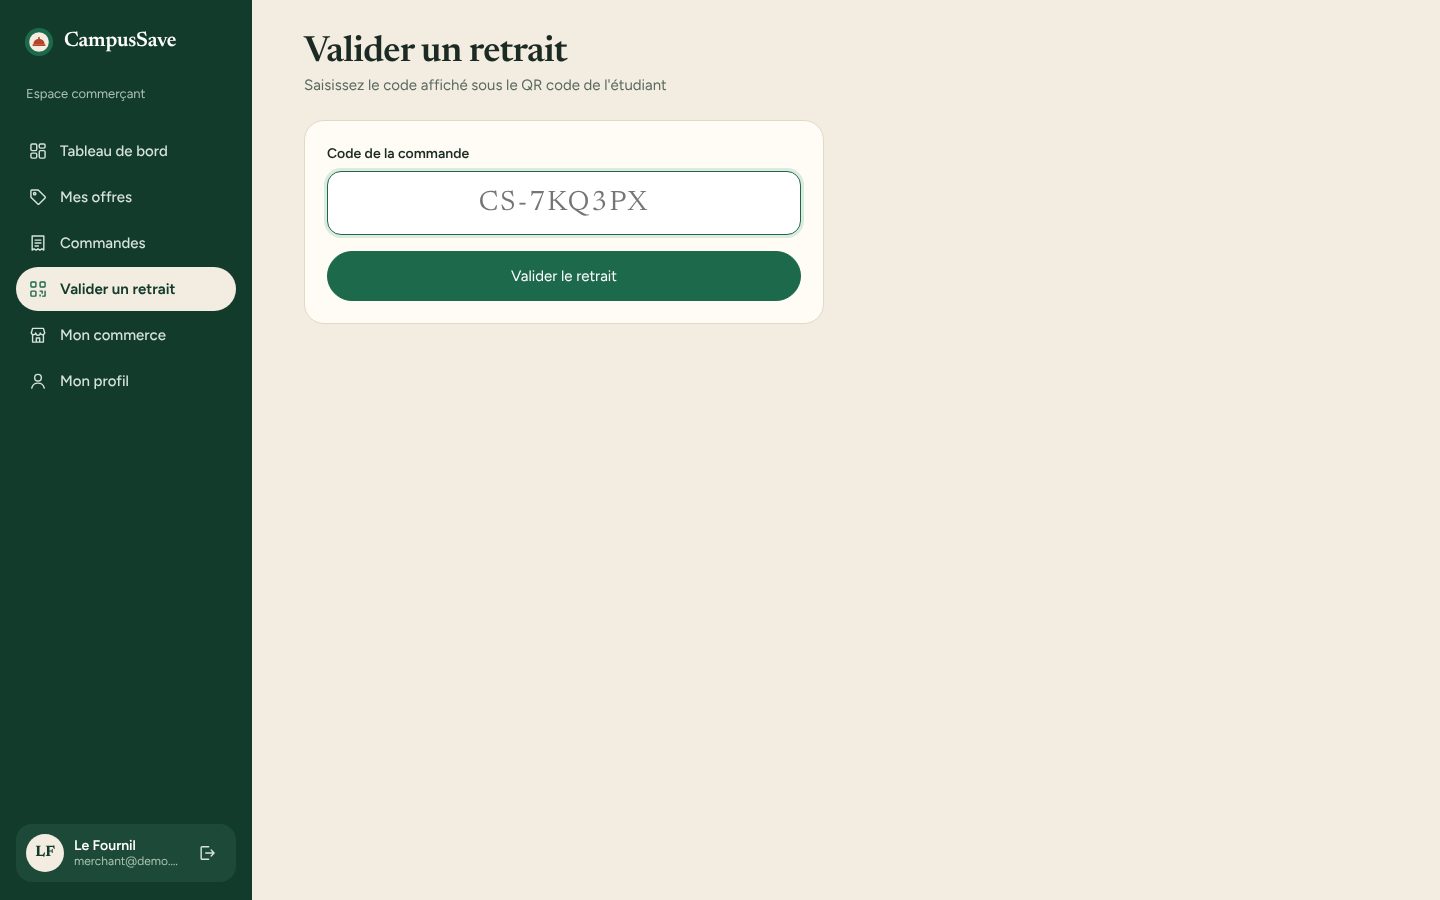 CampusSave
Espace commerçant
Tableau de bord
Mes offres
Commandes
Valider un retrait
Mon commerce
Mon profil
LF
Le Fournil
merchant@demo....
Valider un retrait
Saisissez le code affiché sous le QR code de l'étudiant
Code de la commande
CS-7KQ3PX
Valider le retrait